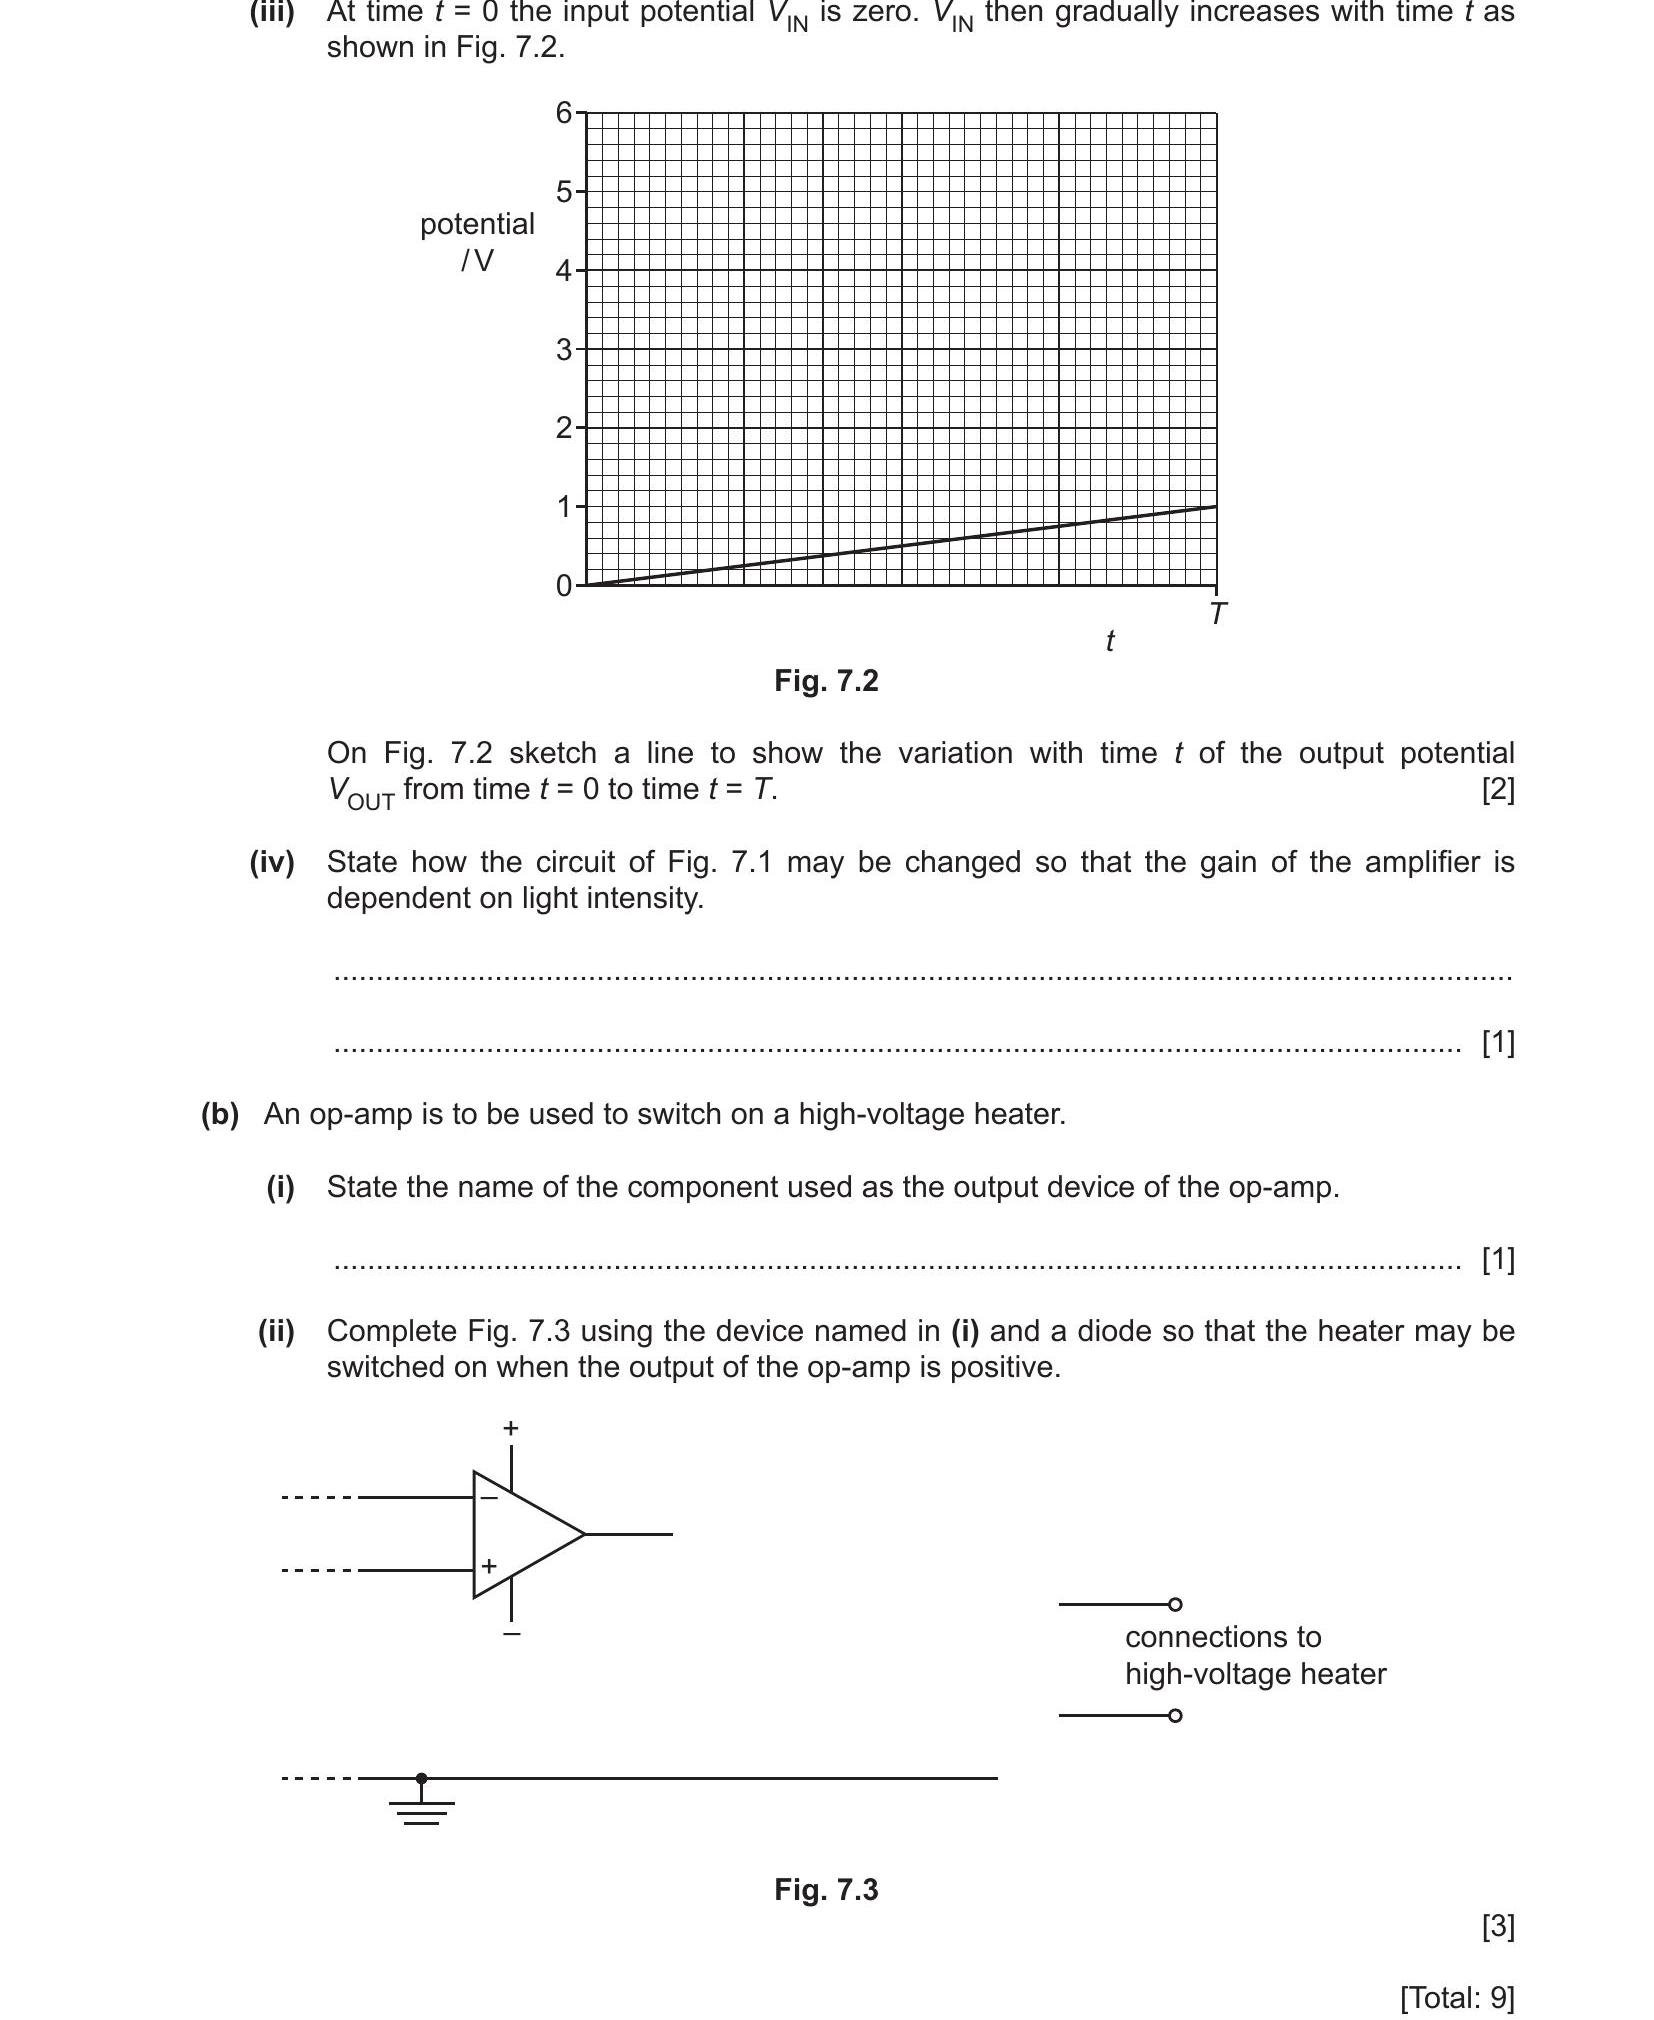 (iii) At time t = 0 the input potential V_IN is zero. V_IN then gradually increases with time t as
shown in Fig. 7.2.
6
5
potential
/ V
4
3
2
1
0
T
t
Fig. 7.2
On Fig. 7.2 sketch a line to show the variation with time t of the output potential
V_OUT from time t = 0 to time t = T. [2]
(iv) State how the circuit of Fig. 7.1 may be changed so that the gain of the amplifier is
dependent on light intensity.
..........
.......... [1]
(b) An op-amp is to be used to switch on a high-voltage heater.
(i) State the name of the component used as the output device of the op-amp.
.......... [1]
(ii) Complete Fig. 7.3 using the device named in (i) and a diode so that the heater may be
switched on when the output of the op-amp is positive.
+
–
+
–
connections to
high-voltage heater
Fig. 7.3
[3]
[Total: 9]